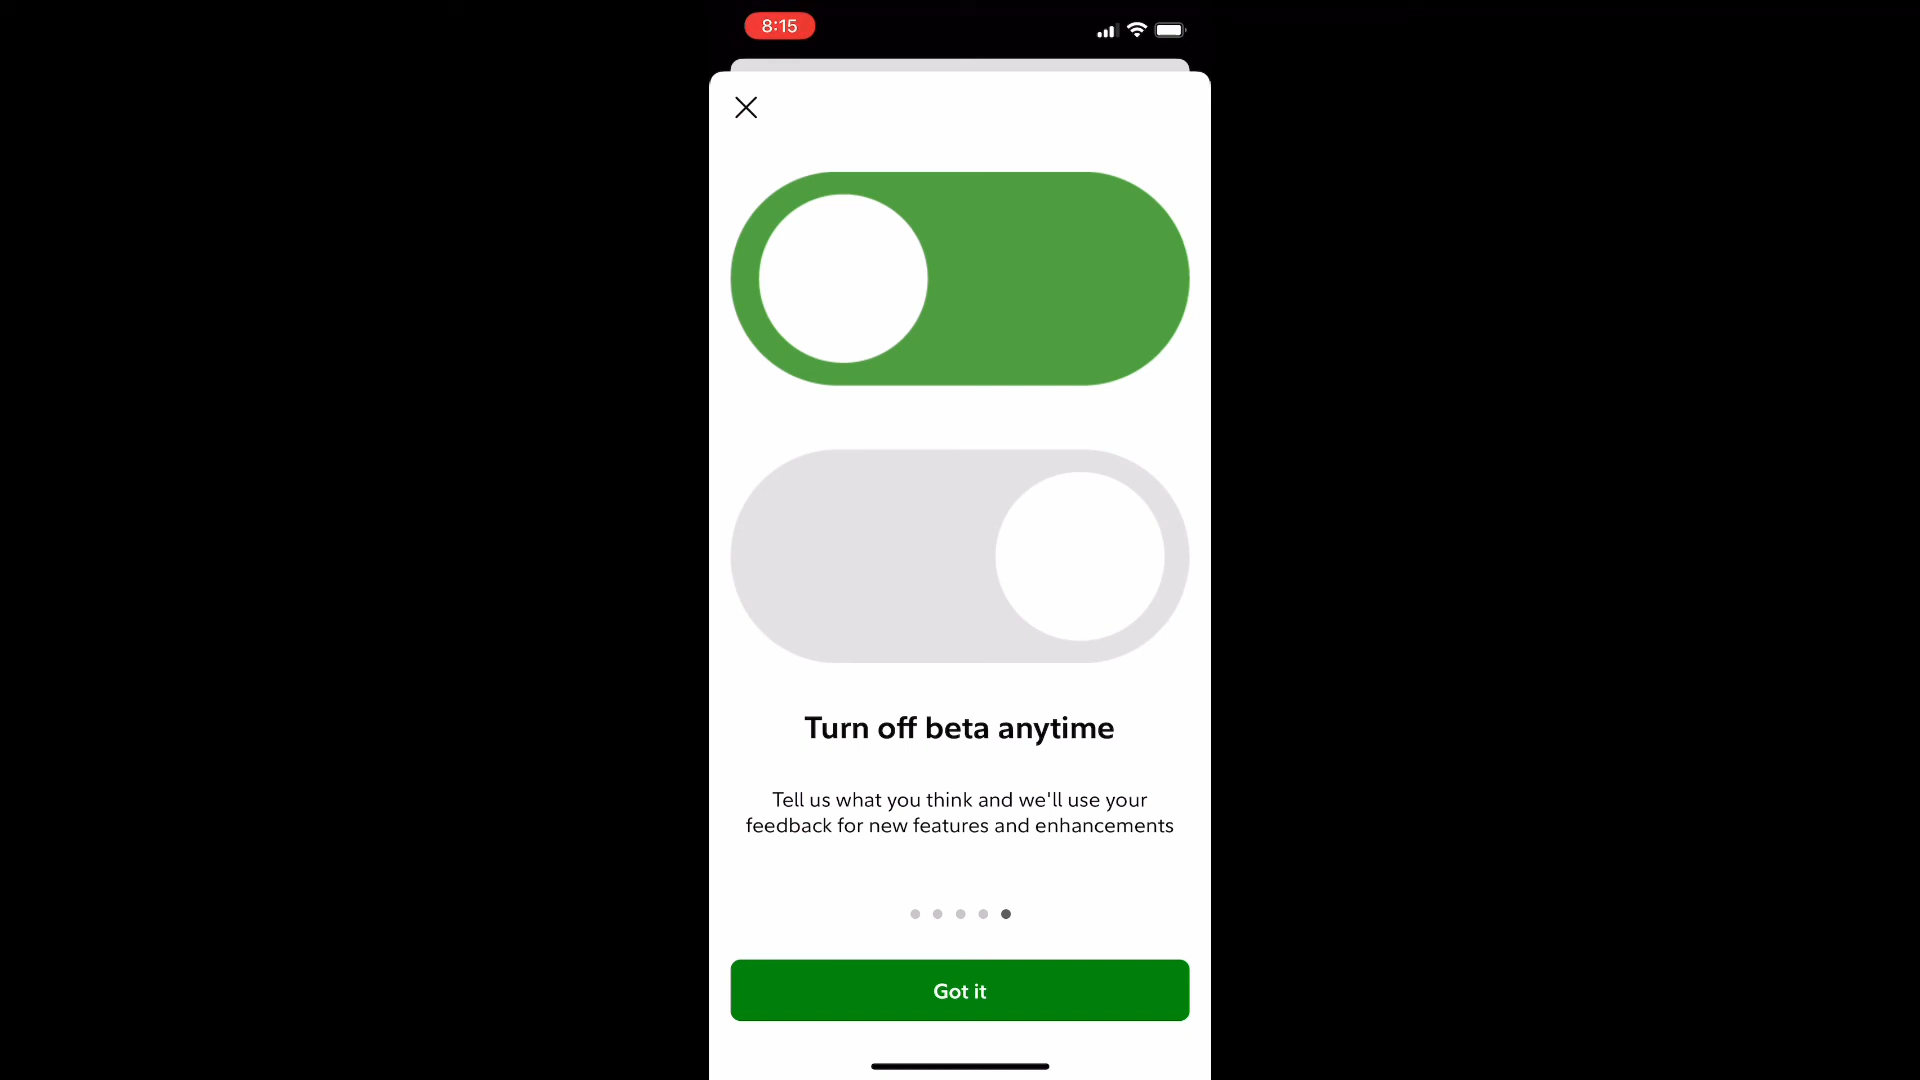 8:15
Turn off beta anytime
Tell us what you think and we'll use your
feedback for new features and enhancements
Got it